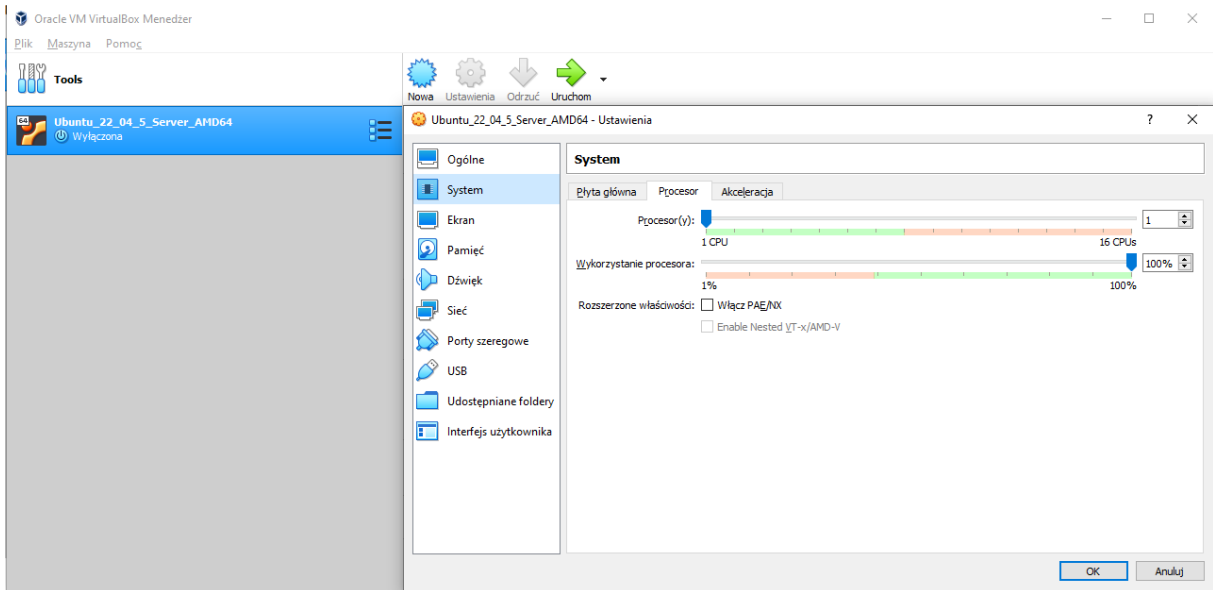 Oracle VM VirtualBox Menedżer
Plik Maszyna Pomoc
Tools
Nowa Ustawienia Odrzuć Uruchom
64
Ubuntu_22_04_5_Server_AMD64
Wyłączona
Ubuntu_22_04_5_Server_AMD64 - Ustawienia
?
Ogólne
System
Ekran
Pamięć
Dźwięk
Sieć
Porty szeregowe
USB
Udostępniane foldery
Interfejs użytkownika
System
Płyta główna Procesor Akceleracja
Procesor(y): 1
1 CPU 16 CPUs
Wykorzystanie procesora: 100%
1% 100%
Rozszerzone właściwości: Włącz PAE/NX
Enable Nested VT-x/AMD-V
OK Anuluj